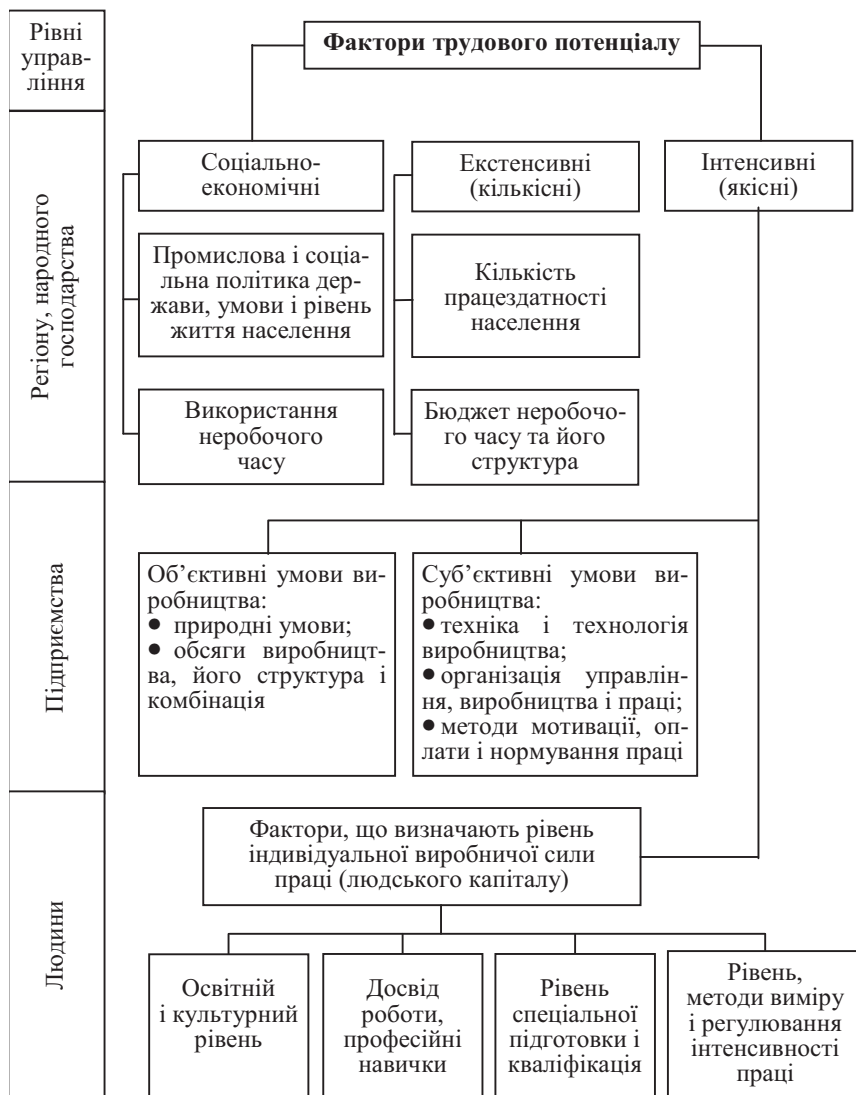 Рівні
управ-
ління
Фактори трудового потенціалу
Регіону, народного
господарства
Соціально-
економічні
Екстенсивні
(кількісні)
Інтенсивні
(якісні)
Промислова і соці-
альна політика дер-
жави, умови і рівень
життя населення
Кількість
працездатності
населення
Використання
неробочого
часу
Бюджет неробочо-
го часу та його
структура
Підприємства
Об’єктивні умови ви-
робництва:
● природні умови;
● обсяги виробницт-
ва, його структура і
комбінація
Суб’єктивні умови ви-
робництва:
● техніка і технологія
виробництва;
● організація управлін-
ня, виробництва і праці;
● методи мотивації, оп-
лати і нормування праці
Людини
Фактори, що визначають рівень
індивідуальної виробничої сили
праці (людського капіталу)
Освітній
і культурний
рівень
Досвід
роботи,
професійні
навички
Рівень
спеціальної
підготовки і
кваліфікація
Рівень,
методи виміру
і регулювання
інтенсивності
праці